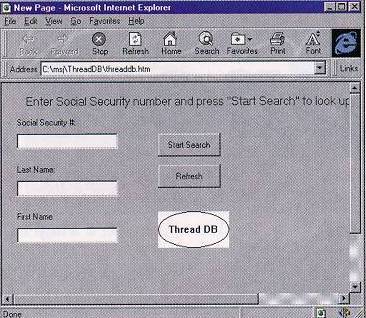 New Page - Microsoft Internet Explorer
File Edit View Go Favorites Help
Back Forward Stop Refresh Home Search Favorites Print Font
Address C:\msj\ThreadDB\threaddb.htm Links
Enter Social Security number and press "Start Search" to look up
Social Security #:
Start Search
Last Name:
Refresh
First Name
Thread DB
Done